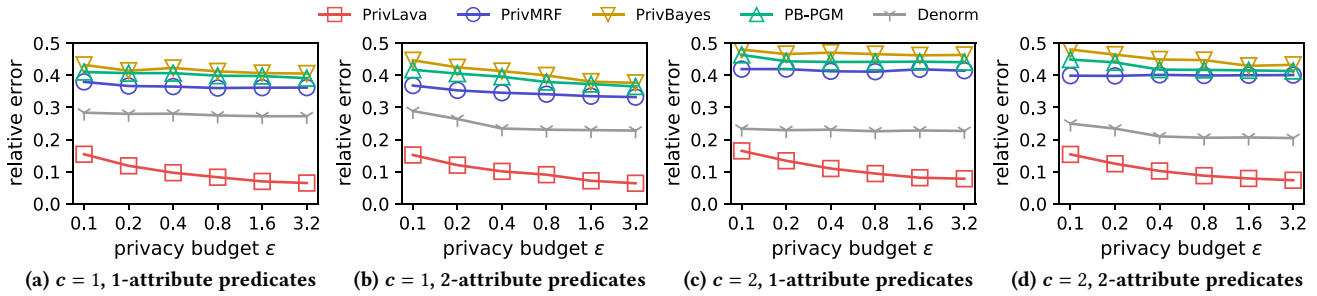 PrivLava PrivMRF PrivBayes PB-PGM Denorm
relative error
0.5
0.4
0.3
0.2
0.1
0.0
0.1 0.2 0.4 0.8 1.6 3.2
privacy budget ε
(a) c = 1, 1-attribute predicates
relative error
0.5
0.4
0.3
0.2
0.1
0.0
0.1 0.2 0.4 0.8 1.6 3.2
privacy budget ε
(b) c = 1, 2-attribute predicates
relative error
0.5
0.4
0.3
0.2
0.1
0.0
0.1 0.2 0.4 0.8 1.6 3.2
privacy budget ε
(c) c = 2, 1-attribute predicates
relative error
0.5
0.4
0.3
0.2
0.1
0.0
0.1 0.2 0.4 0.8 1.6 3.2
privacy budget ε
(d) c = 2, 2-attribute predicates